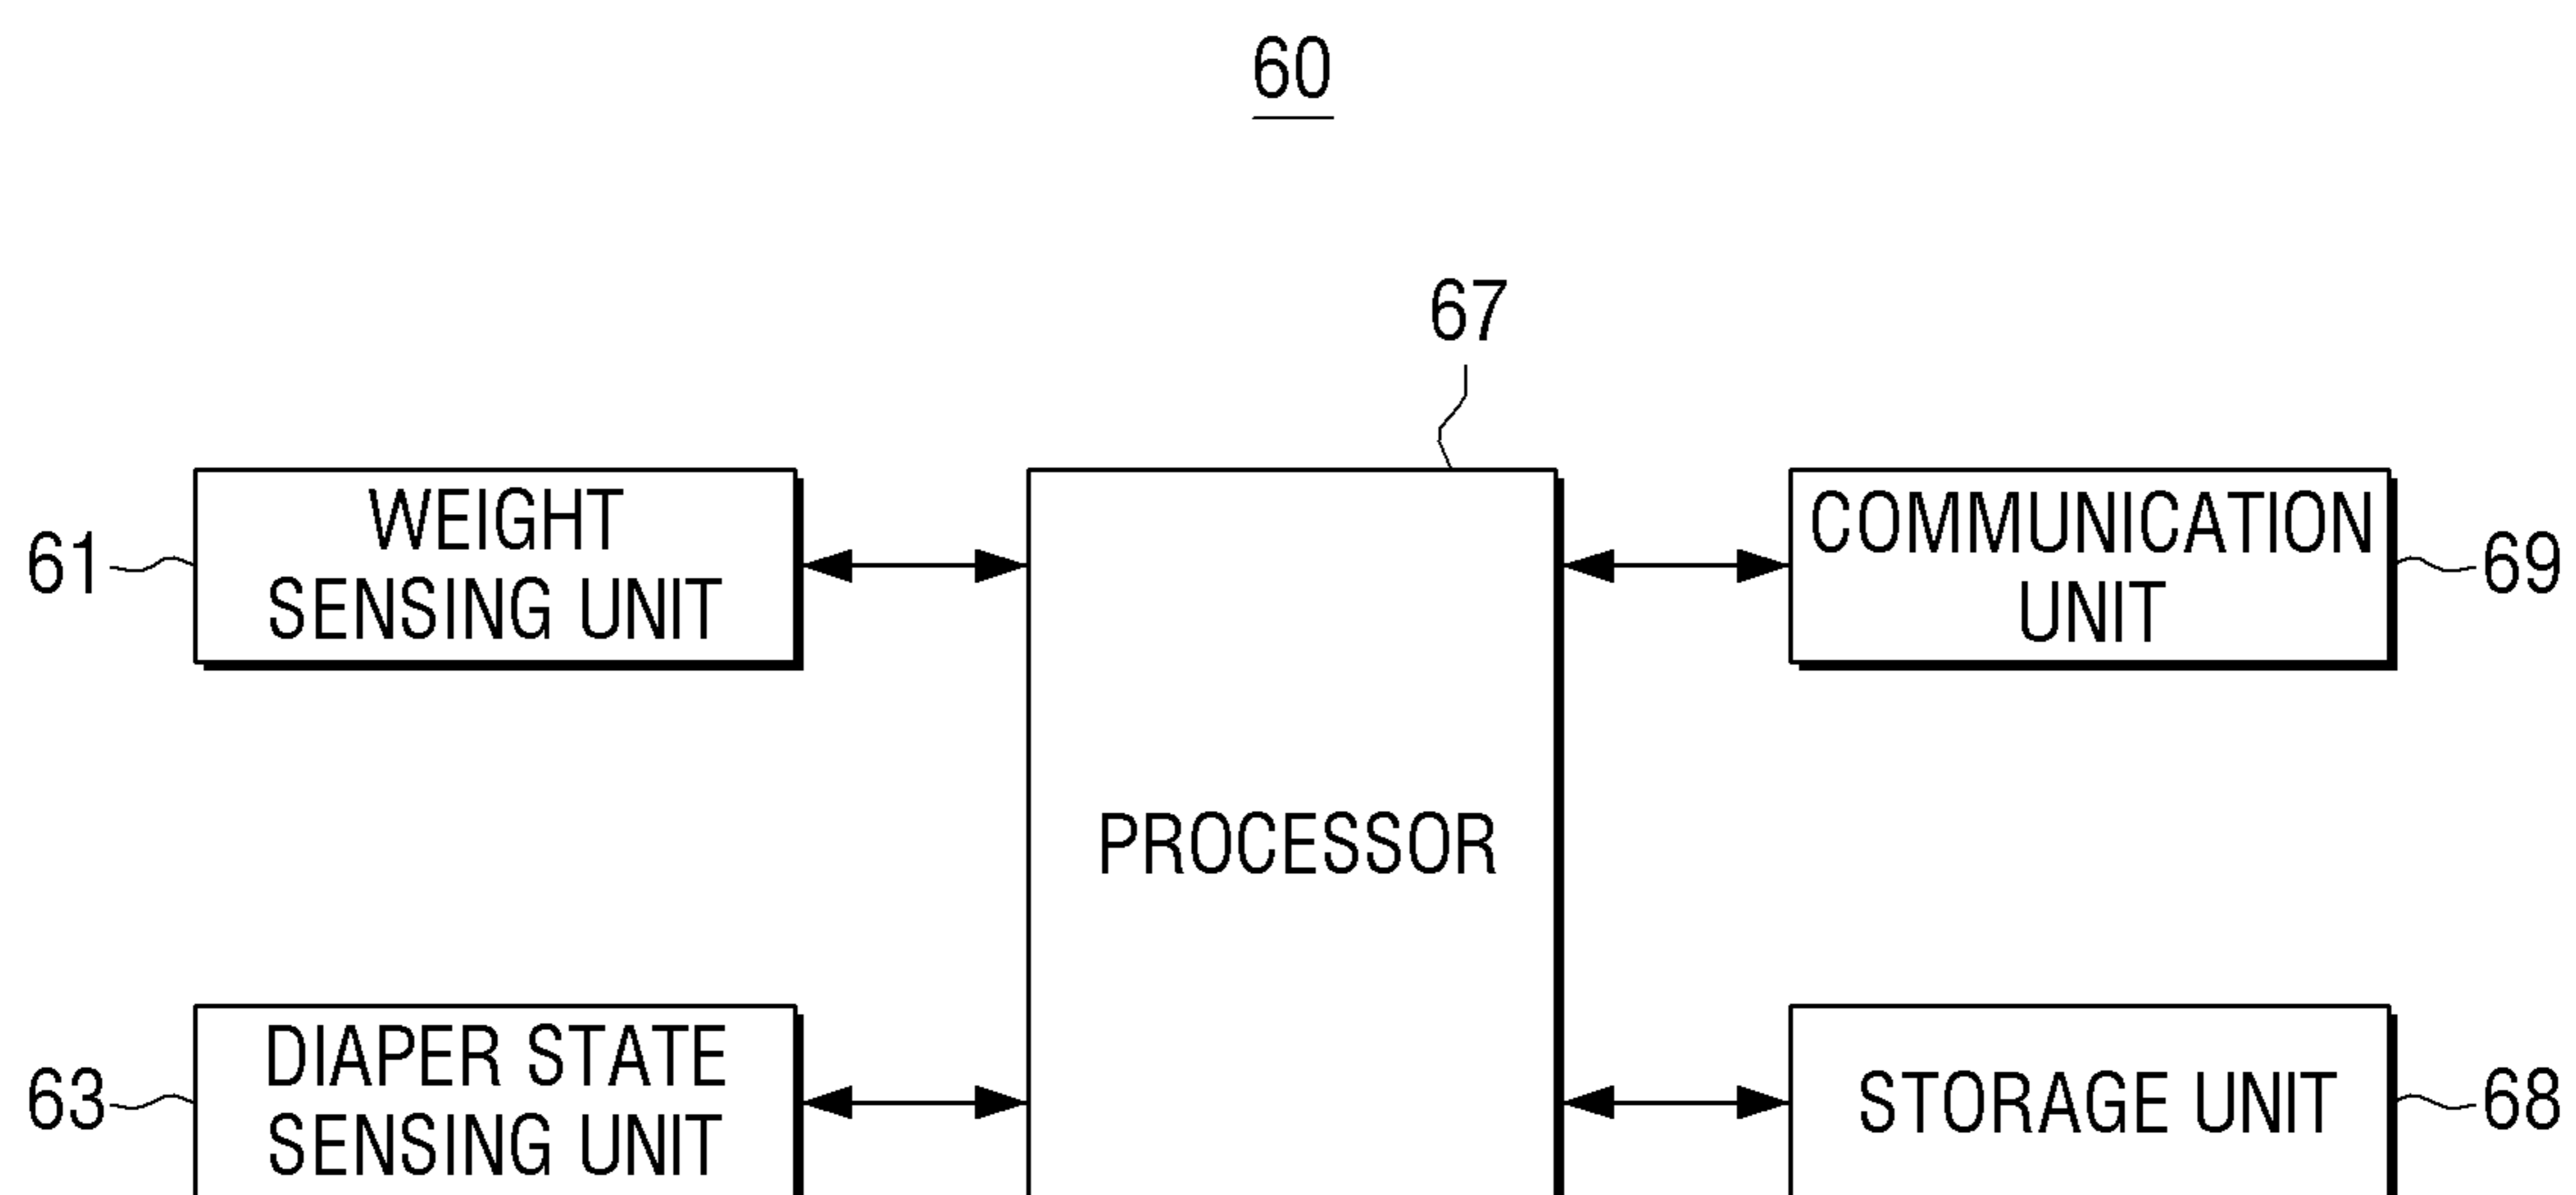 60
67
61
WEIGHT
SENSING UNIT
COMMUNICATION
UNIT
69
PROCESSOR
63
DIAPER STATE
SENSING UNIT
STORAGE UNIT
68